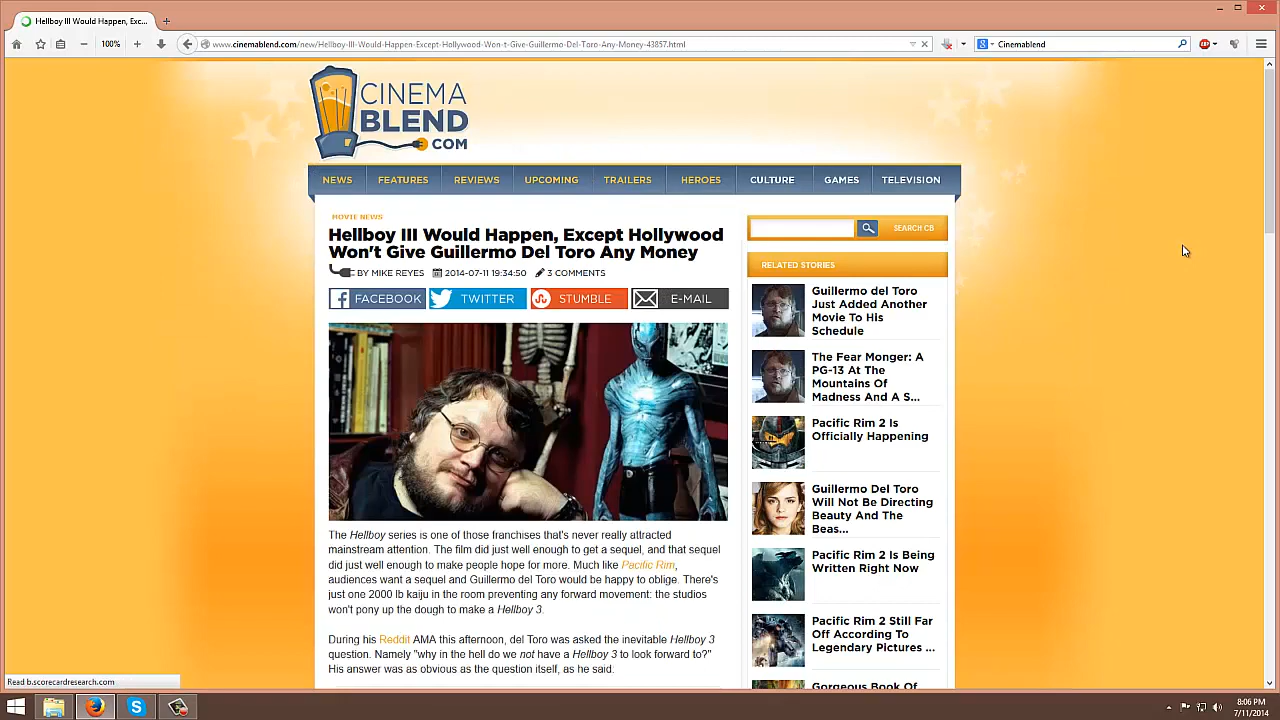 Hellboy III Would Happen, Exc...
100%
www.cinemablend.com/new/Hellboy-III-Would-Happen-Except-Hollywood-Won-t-Give-Guillermo-Del-Toro-Any-Money-43857.html
Cinemablend
CINEMA
BLEND
COM
NEWS FEATURES REVIEWS UPCOMING TRAILERS HEROES CULTURE GAMES TELEVISION
MOVIE NEWS
Hellboy III Would Happen, Except Hollywood
Won't Give Guillermo Del Toro Any Money
BY MIKE REYES 2014-07-11 19:34:50 3 COMMENTS
FACEBOOK TWITTER STUMBLE E-MAIL
The Hellboy series is one of those franchises that's never really attracted
mainstream attention. The film did just well enough to get a sequel, and that sequel
did just well enough to make people hope for more. Much like Pacific Rim,
audiences want a sequel and Guillermo del Toro would be happy to oblige. There's
just one 2000 lb kaiju in the room preventing any forward movement: the studios
won't pony up the dough to make a Hellboy 3.
During his Reddit AMA this afternoon, del Toro was asked the inevitable Hellboy 3
question. Namely "why in the hell do we not have a Hellboy 3 to look forward to?"
His answer was as obvious as the question itself, as he said:
SEARCH CB
RELATED STORIES
Guillermo del Toro
Just Added Another
Movie To His
Schedule
The Fear Monger: A
PG-13 At The
Mountains Of
Madness And A S...
Pacific Rim 2 Is
Officially Happening
Guillermo Del Toro
Will Not Be Directing
Beauty And The
Beas...
Pacific Rim 2 Is Being
Written Right Now
Pacific Rim 2 Still Far
Off According To
Legendary Pictures ...
Gorgeous Book Of
Read b.scorecardresearch.com
8:06 PM
7/11/2014